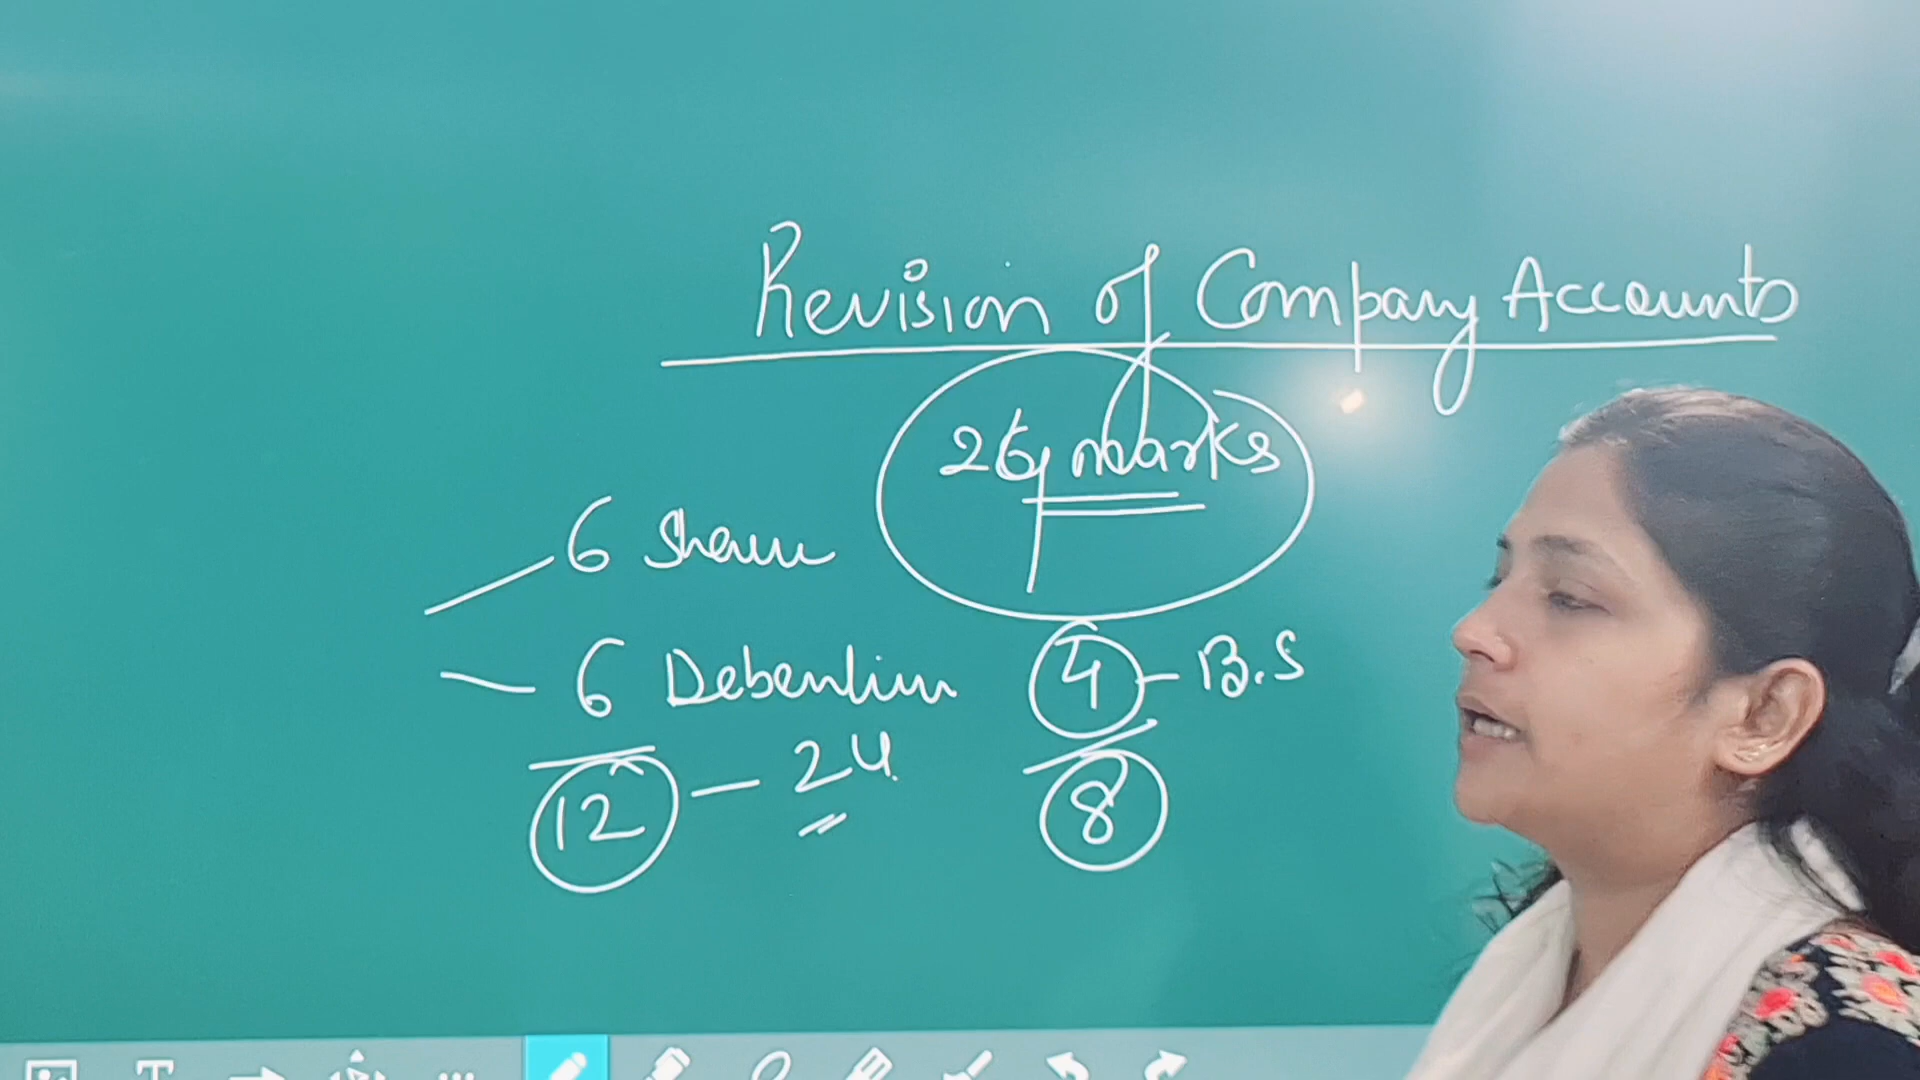 Revision of Company Accounts
26 marks
6 Share
6 Debenture
4 - B.S
12 - 24
8
T